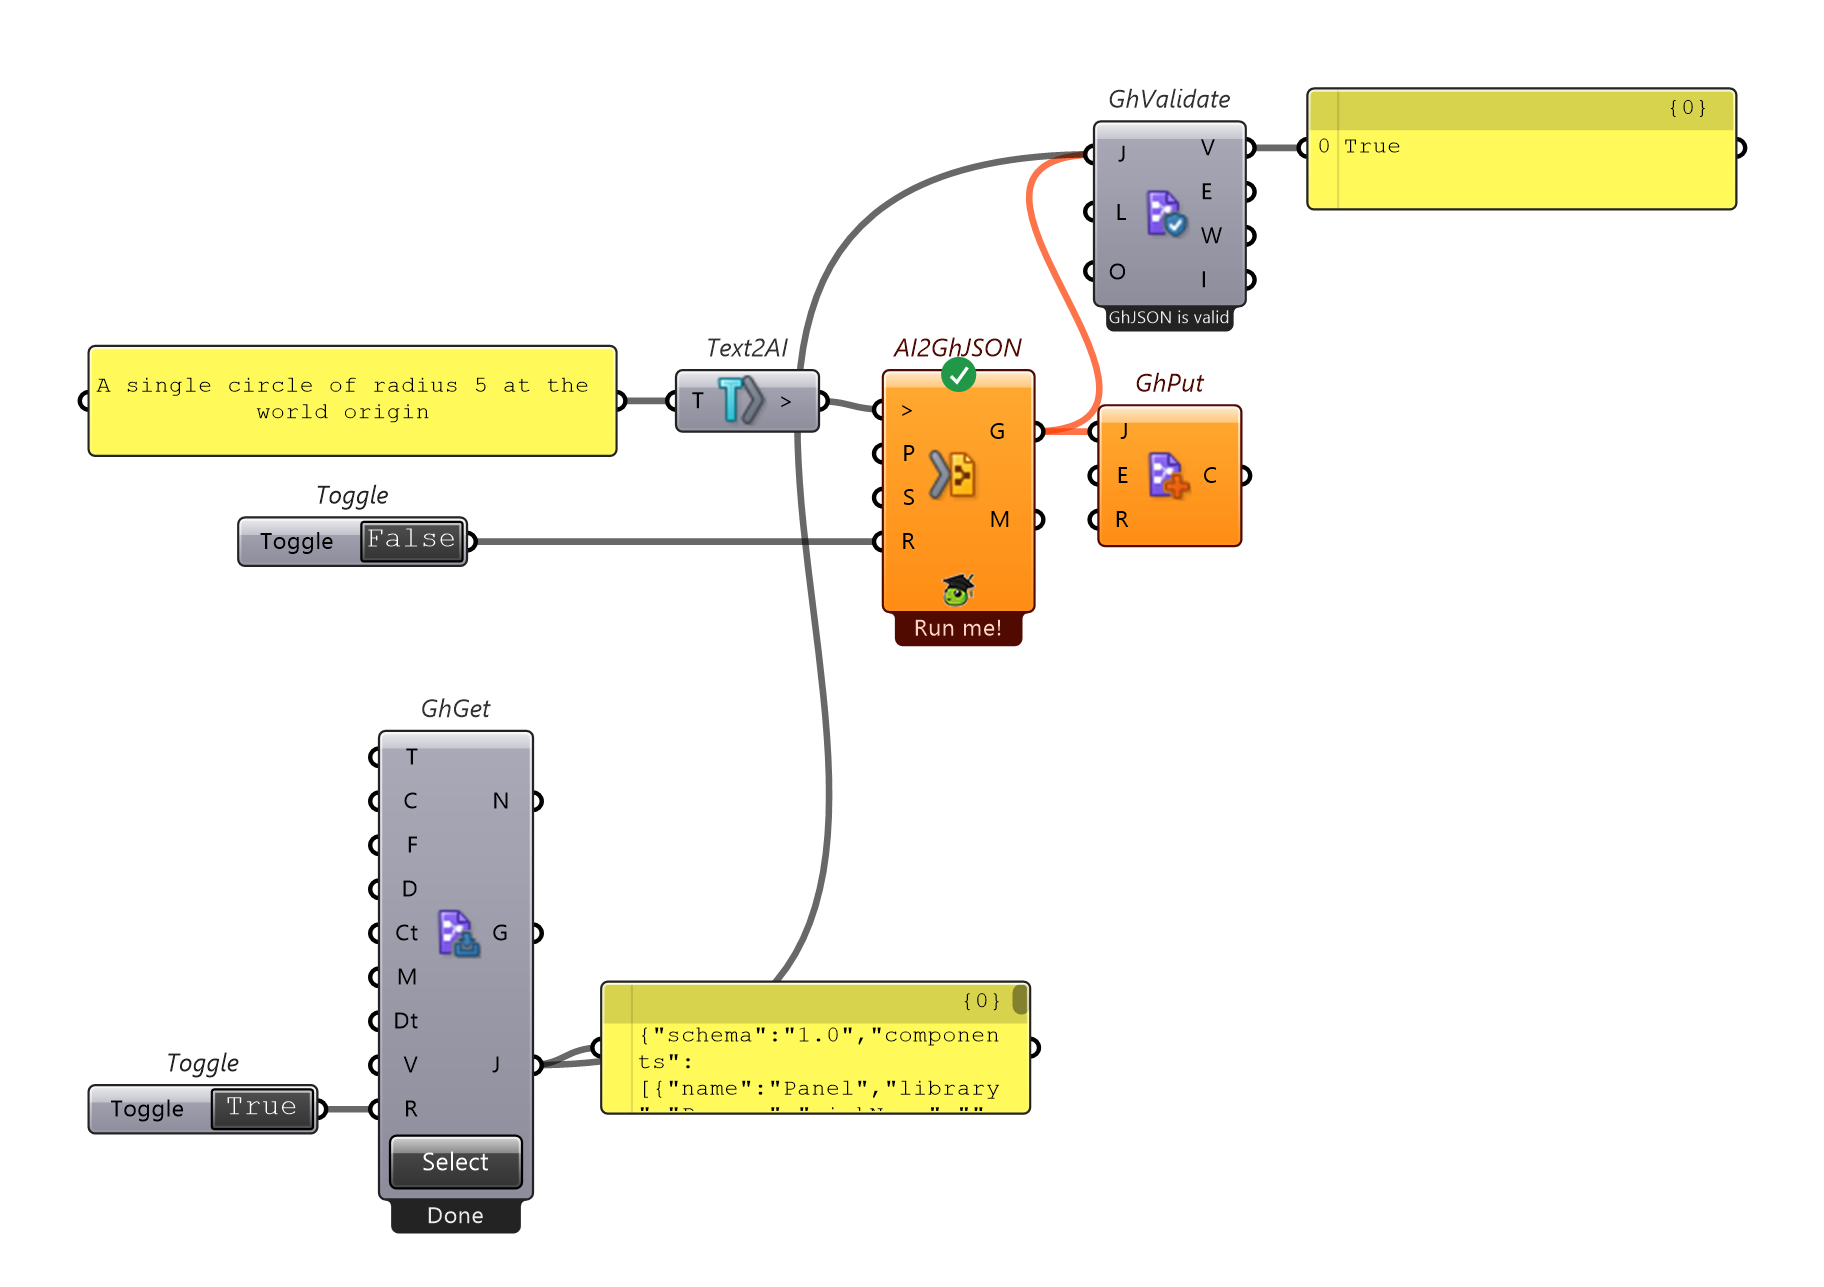 GhValidate
{0}
J
V
0 True
E
L
W
O
I
GhJSON is valid
Text2AI
AI2GhJSON
A single circle of radius 5 at the
world origin
T
>
>
G
P
S
M
R
Run me!
GhPut
J
E
C
R
Toggle
Toggle
False
GhGet
T
C
N
F
D
Ct
G
M
Dt
V
J
R
Select
Done
Toggle
Toggle
True
{0}
{"schema":"1.0","componen
ts":
[{"name":"Panel","library